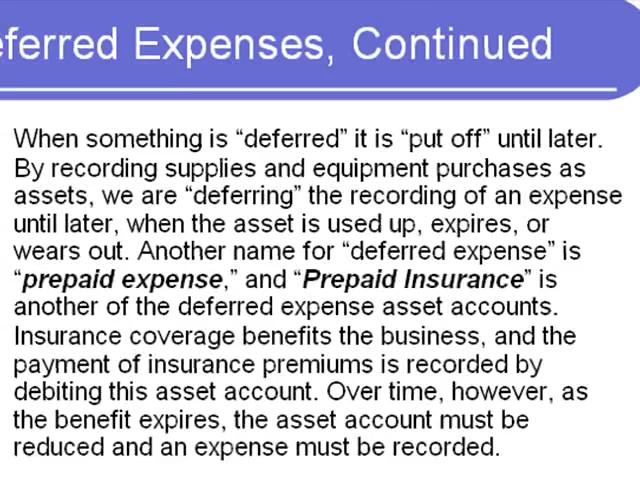 eferred Expenses, Continued
When something is “deferred” it is “put off” until later.
By recording supplies and equipment purchases as
assets, we are “deferring” the recording of an expense
until later, when the asset is used up, expires, or
wears out. Another name for “deferred expense” is
“prepaid expense,” and “Prepaid Insurance” is
another of the deferred expense asset accounts.
Insurance coverage benefits the business, and the
payment of insurance premiums is recorded by
debiting this asset account. Over time, however, as
the benefit expires, the asset account must be
reduced and an expense must be recorded.